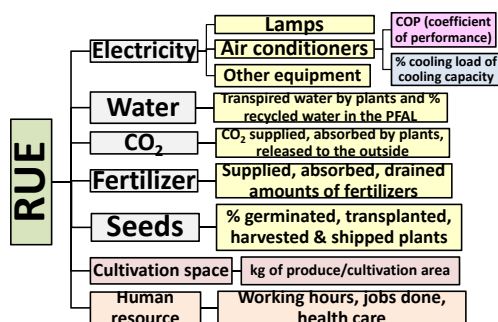 RUE
Electricity
Lamps
Air conditioners
Other equipment
COP (coefficient
of performance)
% cooling load of
cooling capacity
Water
Transpired water by plants and %
recycled water in the PFAL
CO₂
CO₂ supplied, absorbed by plants,
released to the outside
Fertilizer
Supplied, absorbed, drained
amounts of fertilizers
Seeds
% germinated, transplanted,
harvested & shipped plants
Cultivation space
kg of produce/cultivation area
Human
resource
Working hours, jobs done,
health care